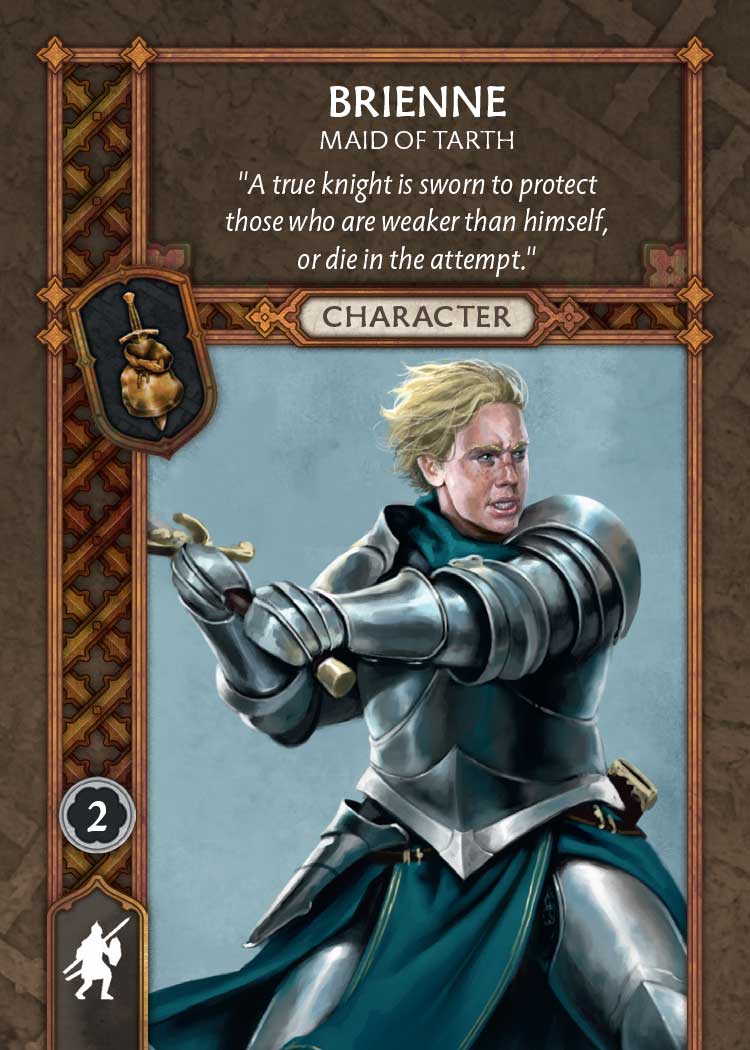 BRIENNE
MAID OF TARTH
"A true knight is sworn to protect
those who are weaker than himself,
or die in the attempt."
CHARACTER
2